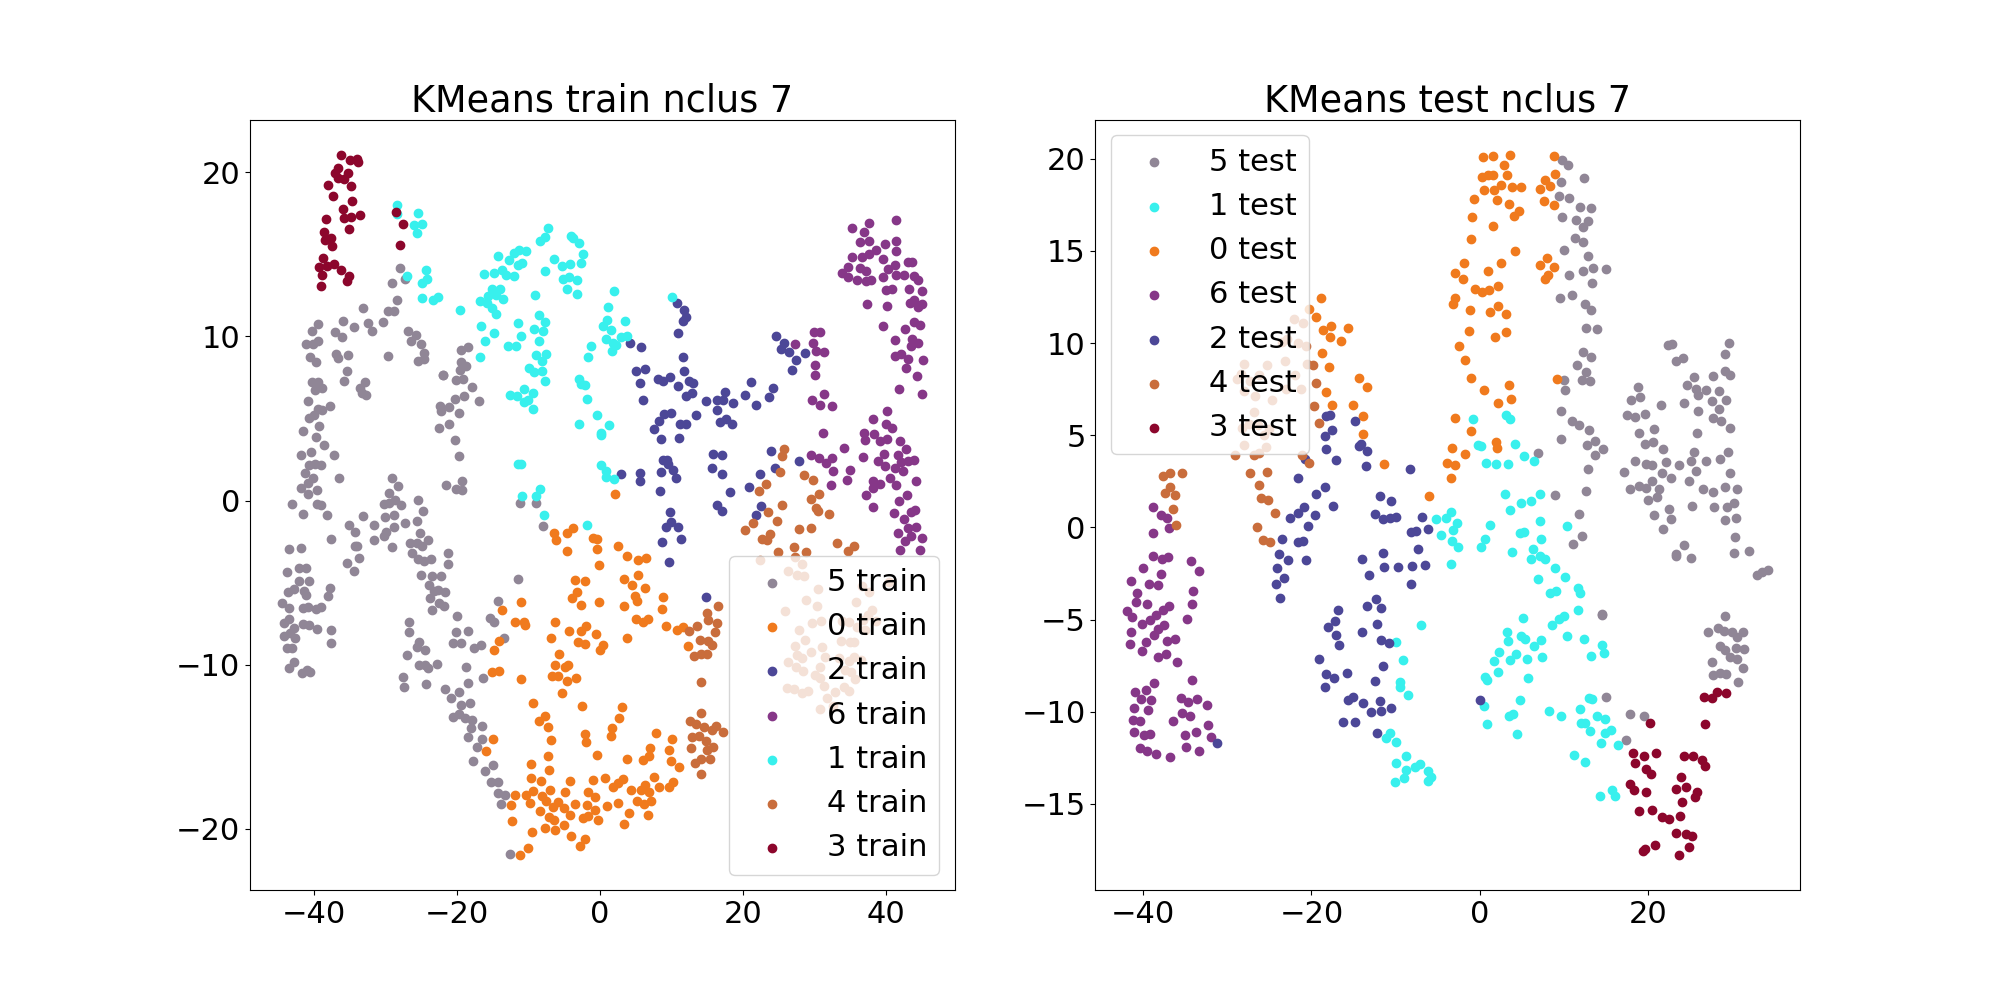 KMeans train nclus 7
20
10
0
−10
−20
−40 −20 0 20 40
5 train
0 train
2 train
6 train
1 train
4 train
3 train
KMeans test nclus 7
20
15
10
5
0
−5
−10
−15
−40 −20 0 20
5 test
1 test
0 test
6 test
2 test
4 test
3 test